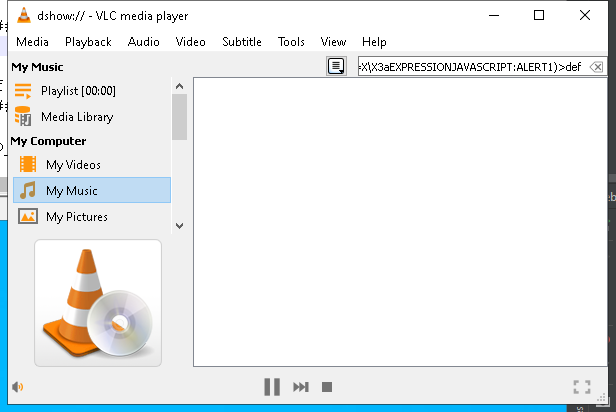 dshow:// - VLC media player
Media Playback Audio Video Subtitle Tools View Help
My Music
=X\X3aEXPRESSIONJAVASCRIPT:ALERT1)>def
Playlist [00:00]
Media Library
My Computer
My Videos
My Music
My Pictures